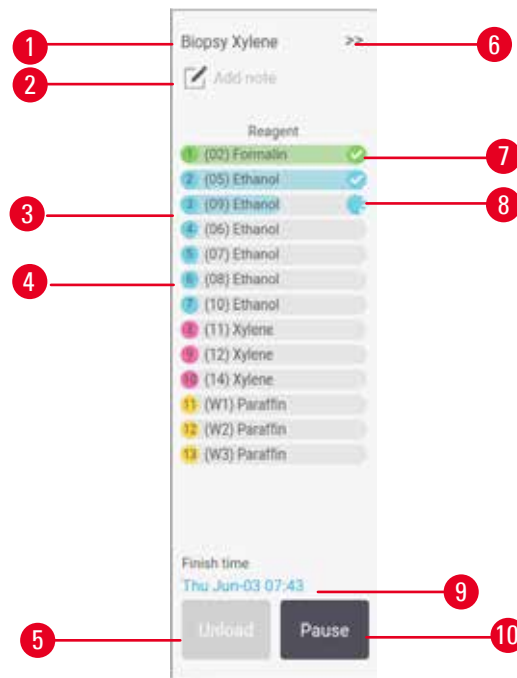 1 Biopsy Xylene >> 6
2 Add note
Reagent
1 (02) Formalin 7
2 (05) Ethanol
3 3 (09) Ethanol 8
4 (06) Ethanol
5 (07) Ethanol
4 6 (08) Ethanol
7 (10) Ethanol
8 (11) Xylene
9 (12) Xylene
10 (14) Xylene
11 (W1) Paraffin
12 (W2) Paraffin
13 (W3) Paraffin
Finish time
Thu Jun-03 07:43 9
5 Unload Pause 10